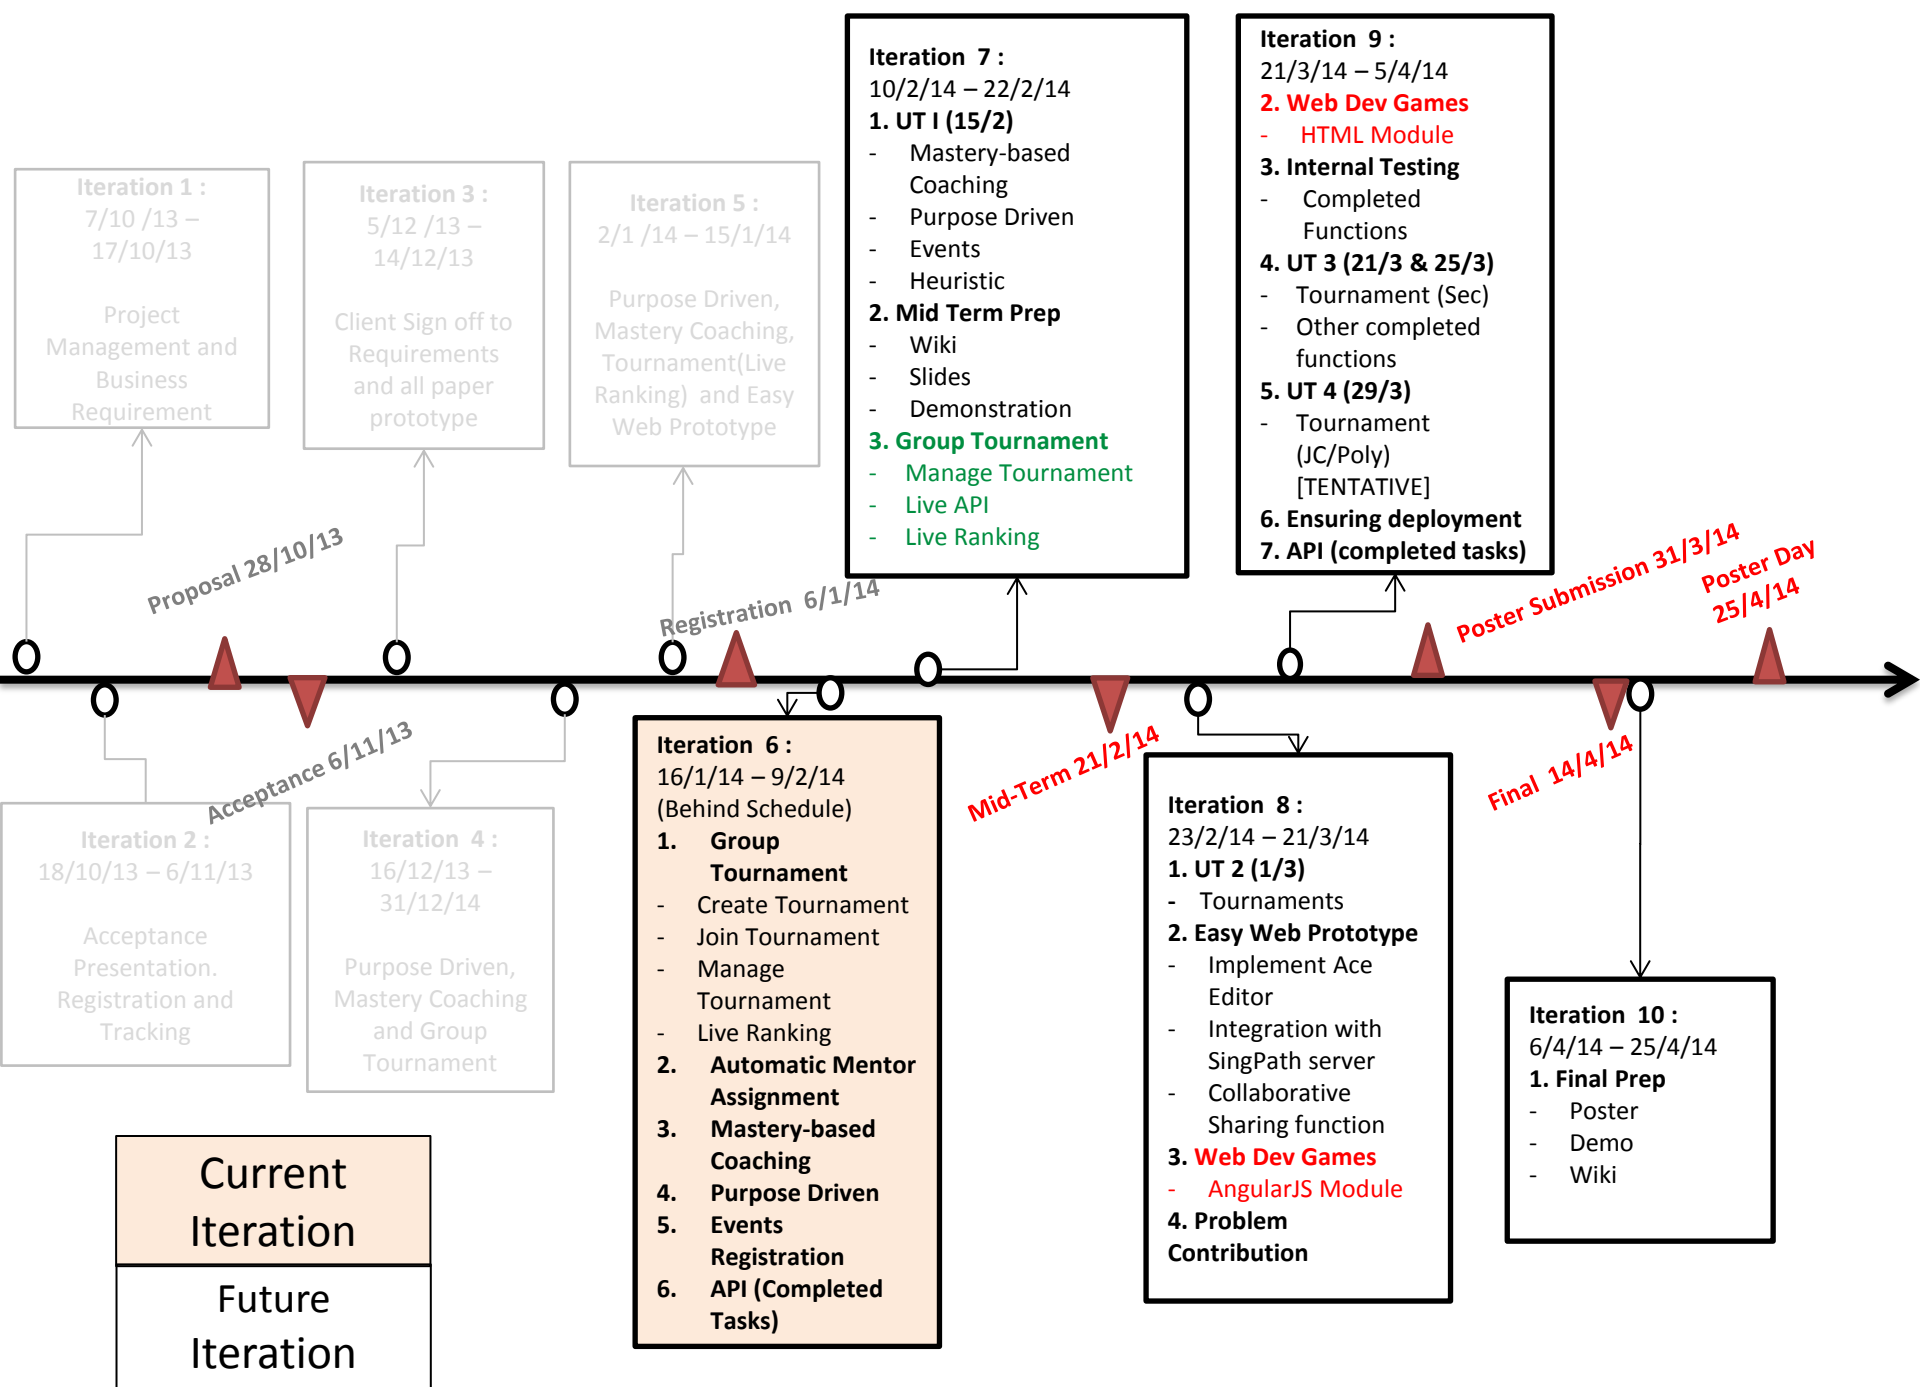 Iteration 1 :
7/10 /13 –
17/10/13
Project
Management and
Business
Requirement
Iteration 3 :
5/12 /13 –
14/12/13
Client Sign off to
Requirements
and all paper
prototype
Iteration 5 :
2/1 /14 – 15/1/14
Purpose Driven,
Mastery Coaching,
Tournament(Live
Ranking)  and Easy
Web Prototype
Iteration  7 :
10/2/14 – 22/2/14
1. UT I (15/2)
- Mastery-based
Coaching
- Purpose Driven
- Events
- Heuristic
2. Mid Term Prep
- Wiki
- Slides
- Demonstration
3. Group Tournament
- Manage Tournament
- Live API
- Live Ranking
Iteration  9 :
21/3/14 – 5/4/14
2. Web Dev Games
- HTML Module
3. Internal Testing
- Completed
Functions
4. UT 3 (21/3 & 25/3)
- Tournament (Sec)
- Other completed
functions
5. UT 4 (29/3)
- Tournament
(JC/Poly)
[TENTATIVE]
6. Ensuring deployment
7. API (completed tasks)
Proposal 28/10/13
Registration  6/1/14
Poster Submission 31/3/14
Poster Day
25/4/14
Acceptance 6/11/13
Mid-Term 21/2/14
Final  14/4/14
Iteration 2 :
18/10/13 – 6/11/13
Acceptance
Presentation.
Registration and
Tracking
Iteration  4 :
16/12/13 –
31/12/14
Purpose Driven,
Mastery Coaching
and Group
Tournament
Iteration  6 :
16/1/14 – 9/2/14
(Behind Schedule)
1. Group
Tournament
- Create Tournament
- Join Tournament
- Manage
Tournament
- Live Ranking
2. Automatic Mentor
Assignment
3. Mastery-based
Coaching
4. Purpose Driven
5. Events
Registration
6. API (Completed
Tasks)
Iteration  8 :
23/2/14 – 21/3/14
1. UT 2 (1/3)
- Tournaments
2. Easy Web Prototype
- Implement Ace
Editor
- Integration with
SingPath server
- Collaborative
Sharing function
3. Web Dev Games
- AngularJS Module
4. Problem
Contribution
Iteration  10 :
6/4/14 – 25/4/14
1. Final Prep
- Poster
- Demo
- Wiki
Current
Iteration
Future
Iteration